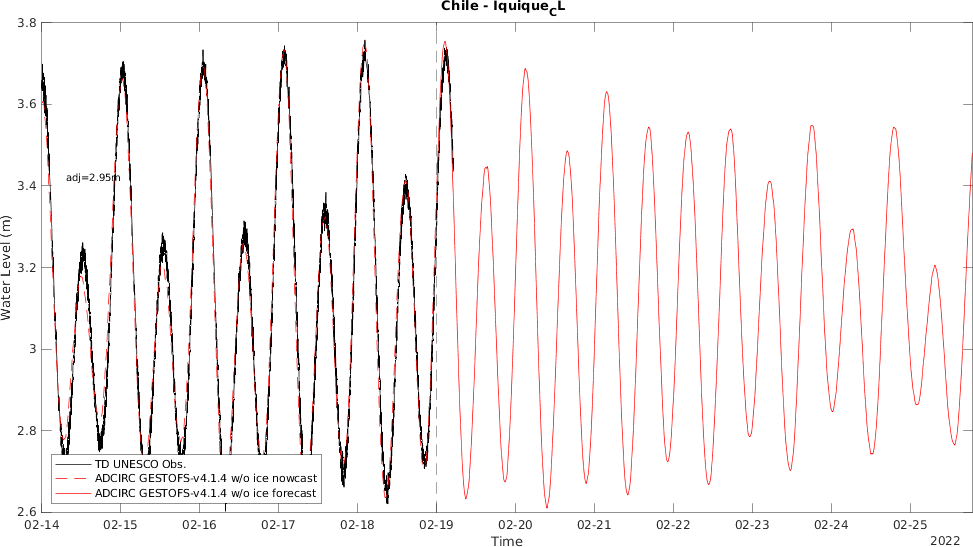 Chile - Iquique_CL
3.8
3.6
3.4
3.2
3
2.8
2.6
Water Level (m)
adj=2.95m
TD UNESCO Obs.
ADCIRC GESTOFS-v4.1.4 w/o ice nowcast
ADCIRC GESTOFS-v4.1.4 w/o ice forecast
02-14 02-15 02-16 02-17 02-18 02-19 02-20 02-21 02-22 02-23 02-24 02-25
Time
2022